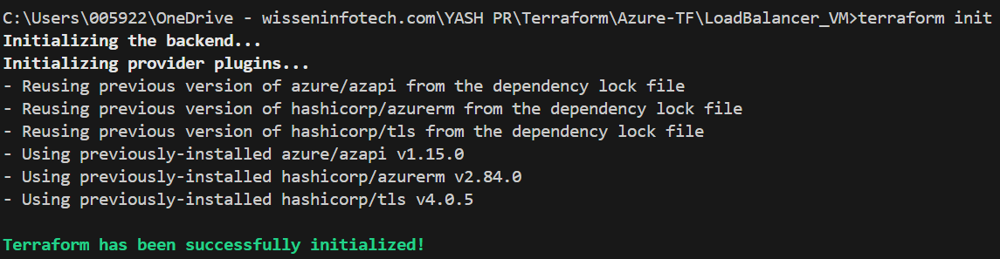 C:\Users\005922\OneDrive - wisseninfotech.com\YASH PR\Terraform\Azure-TF\LoadBalancer_VM>terraform init
Initializing the backend...
Initializing provider plugins...
- Reusing previous version of azure/azapi from the dependency lock file
- Reusing previous version of hashicorp/azurerm from the dependency lock file
- Reusing previous version of hashicorp/tls from the dependency lock file
- Using previously-installed azure/azapi v1.15.0
- Using previously-installed hashicorp/azurerm v2.84.0
- Using previously-installed hashicorp/tls v4.0.5
Terraform has been successfully initialized!